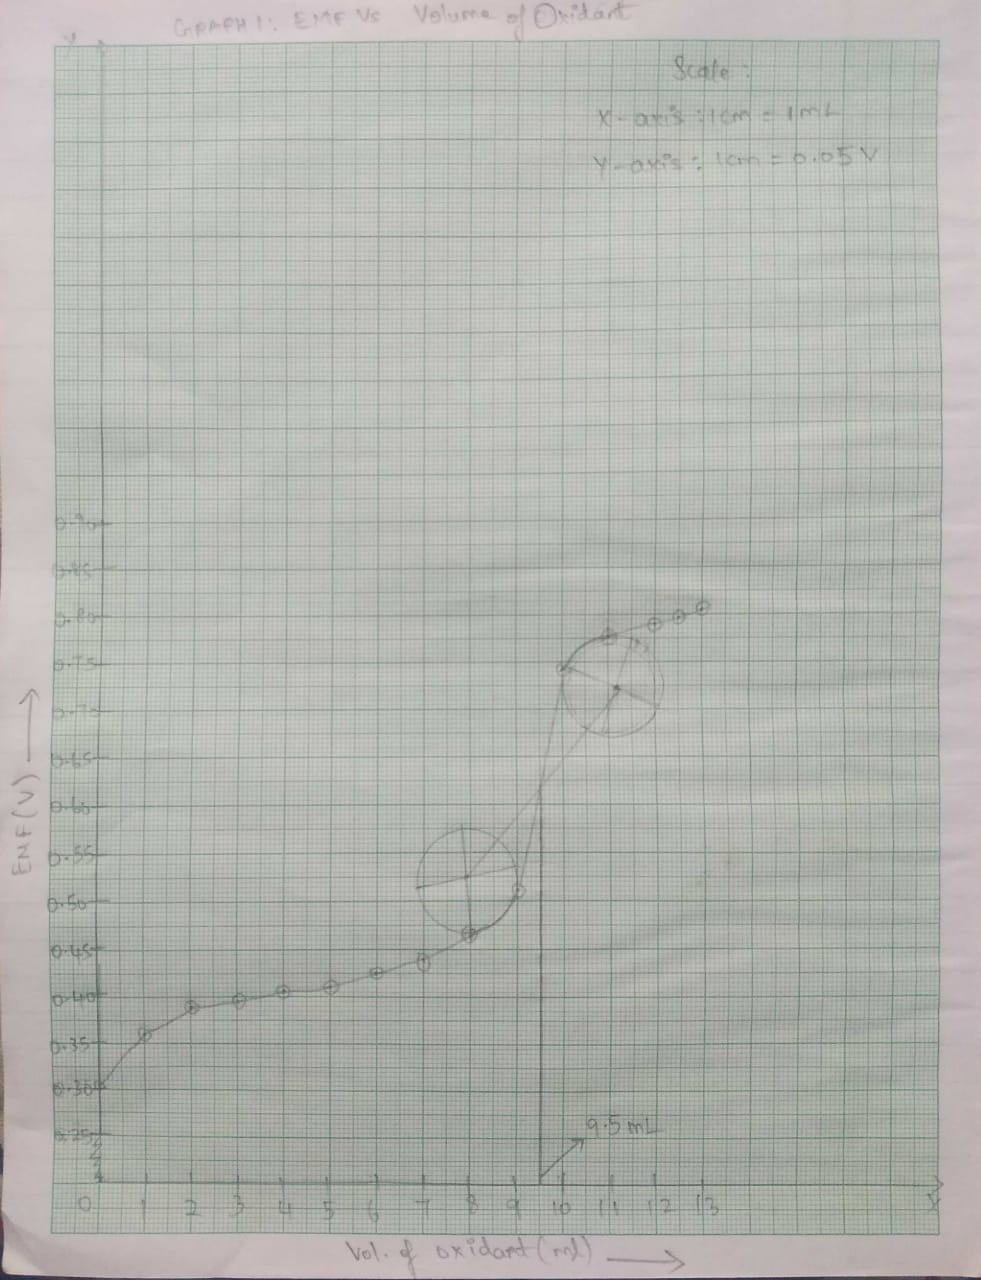 GRAPH 1: EMF Vs Volume of Oxidant
Y
Scale:
X-axis: 1cm = 1mL
Y-axis: 1cm = 0.05 V
0.90
0.85
0.80
0.75
0.70
0.65
0.60
0.55
0.50
0.45
0.40
0.35
0.30
0.25
EMF (V)
9.5 mL
0 1 2 3 4 5 6 7 8 9 10 11 12 13
Vol. of oxidant (ml)